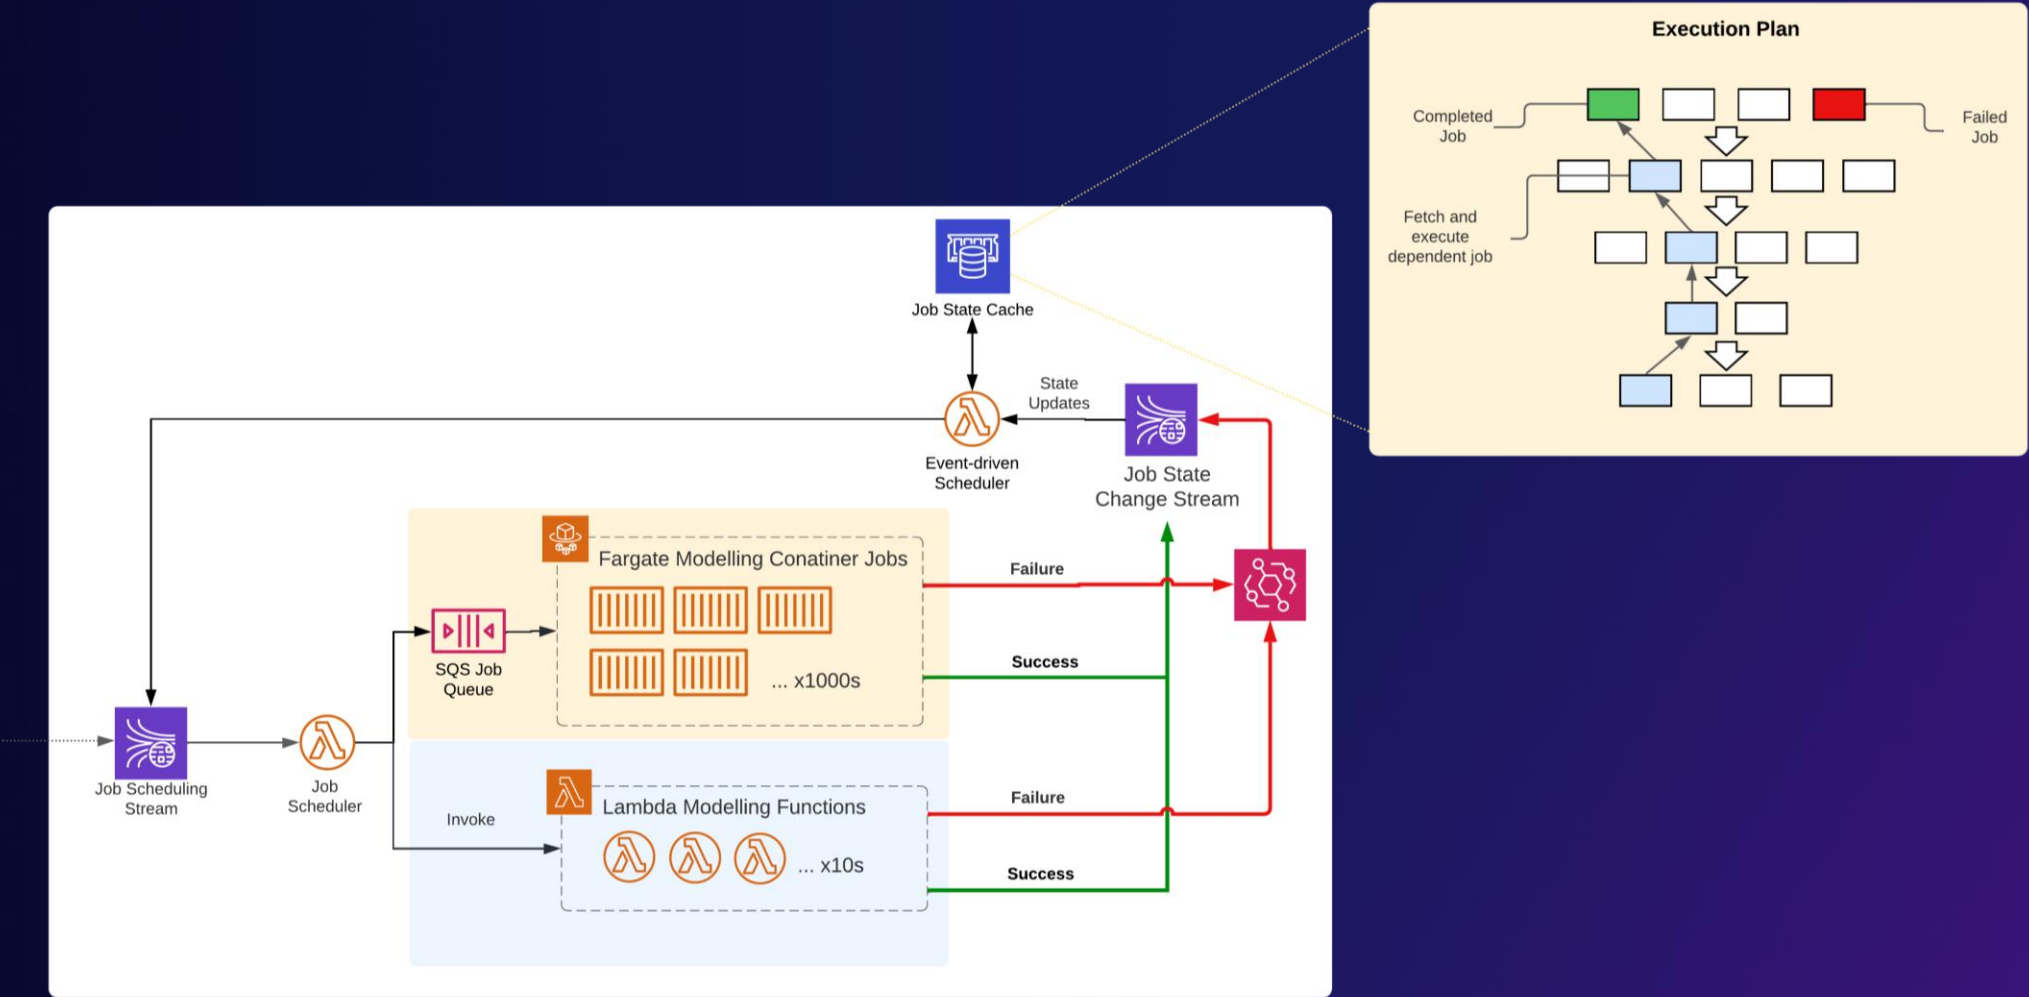 Execution Plan
Completed
Job
Failed
Job
Fetch and
execute
dependent job
Job State Cache
State
Updates
Event-driven
Scheduler
Job State
Change Stream
Fargate Modelling Conatiner Jobs
... x1000s
Failure
Success
SQS Job
Queue
Job Scheduling
Stream
Job
Scheduler
Invoke
Lambda Modelling Functions
... x10s
Failure
Success